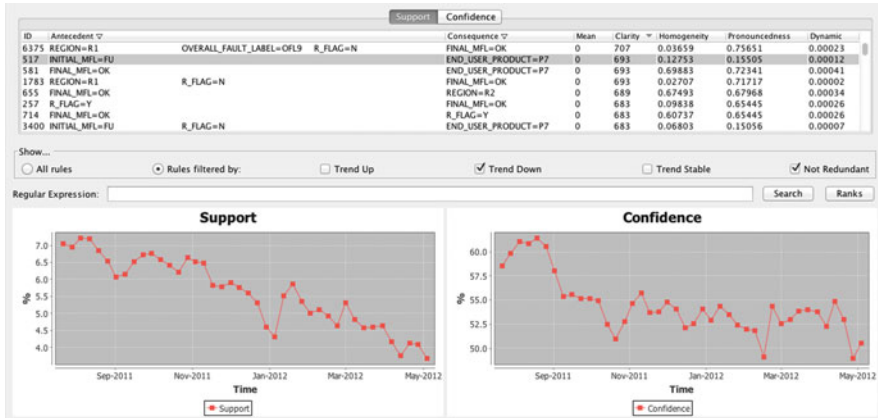 Support Confidence
ID Antecedent ▽ Consequence ▽ Mean Clarity ▼ Homogeneity Pronouncedness Dynamic
6375 REGION=R1 OVERALL_FAULT_LABEL=OFL9 R_FLAG=N FINAL_MFL=OK 0 707 0.03659 0.75651 0.00023
517 INITIAL_MFL=FU END_USER_PRODUCT=P7 0 693 0.12753 0.15505 0.00012
581 FINAL_MFL=OK END_USER_PRODUCT=P7 0 693 0.69883 0.72341 0.00041
1783 REGION=R1 R_FLAG=N FINAL_MFL=OK 0 693 0.02707 0.71717 0.00002
655 FINAL_MFL=OK REGION=R2 0 689 0.67493 0.67968 0.00034
257 R_FLAG=Y FINAL_MFL=OK 0 683 0.09838 0.65445 0.00026
714 FINAL_MFL=OK R_FLAG=Y 0 683 0.60737 0.65445 0.00026
3400 INITIAL_MFL=FU R_FLAG=N END_USER_PRODUCT=P7 0 683 0.06803 0.15056 0.00007
Show...
All rules Rules filtered by: Trend Up Trend Down Trend Stable Not Redundant
Regular Expression: Search Ranks
Support
%
7.0
6.5
6.0
5.5
5.0
4.5
4.0
Sep-2011 Nov-2011 Jan-2012 Mar-2012 May-2012
Time
Support
Confidence
%
60.0
57.5
55.0
52.5
50.0
Sep-2011 Nov-2011 Jan-2012 Mar-2012 May-2012
Time
Confidence